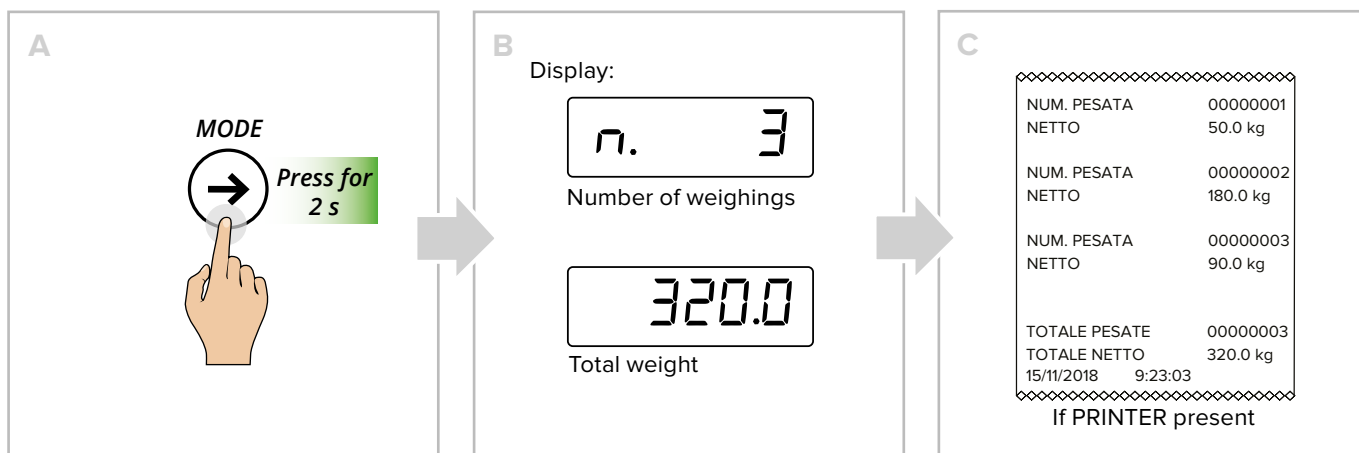 A
MODE
Press for
2 s
B
Display:
n. 3
Number of weighings
320.0
Total weight
C
NUM. PESATA 00000001
NETTO 50.0 kg
NUM. PESATA 00000002
NETTO 180.0 kg
NUM. PESATA 00000003
NETTO 90.0 kg
TOTALE PESATE 00000003
TOTALE NETTO 320.0 kg
15/11/2018 9:23:03
If PRINTER present